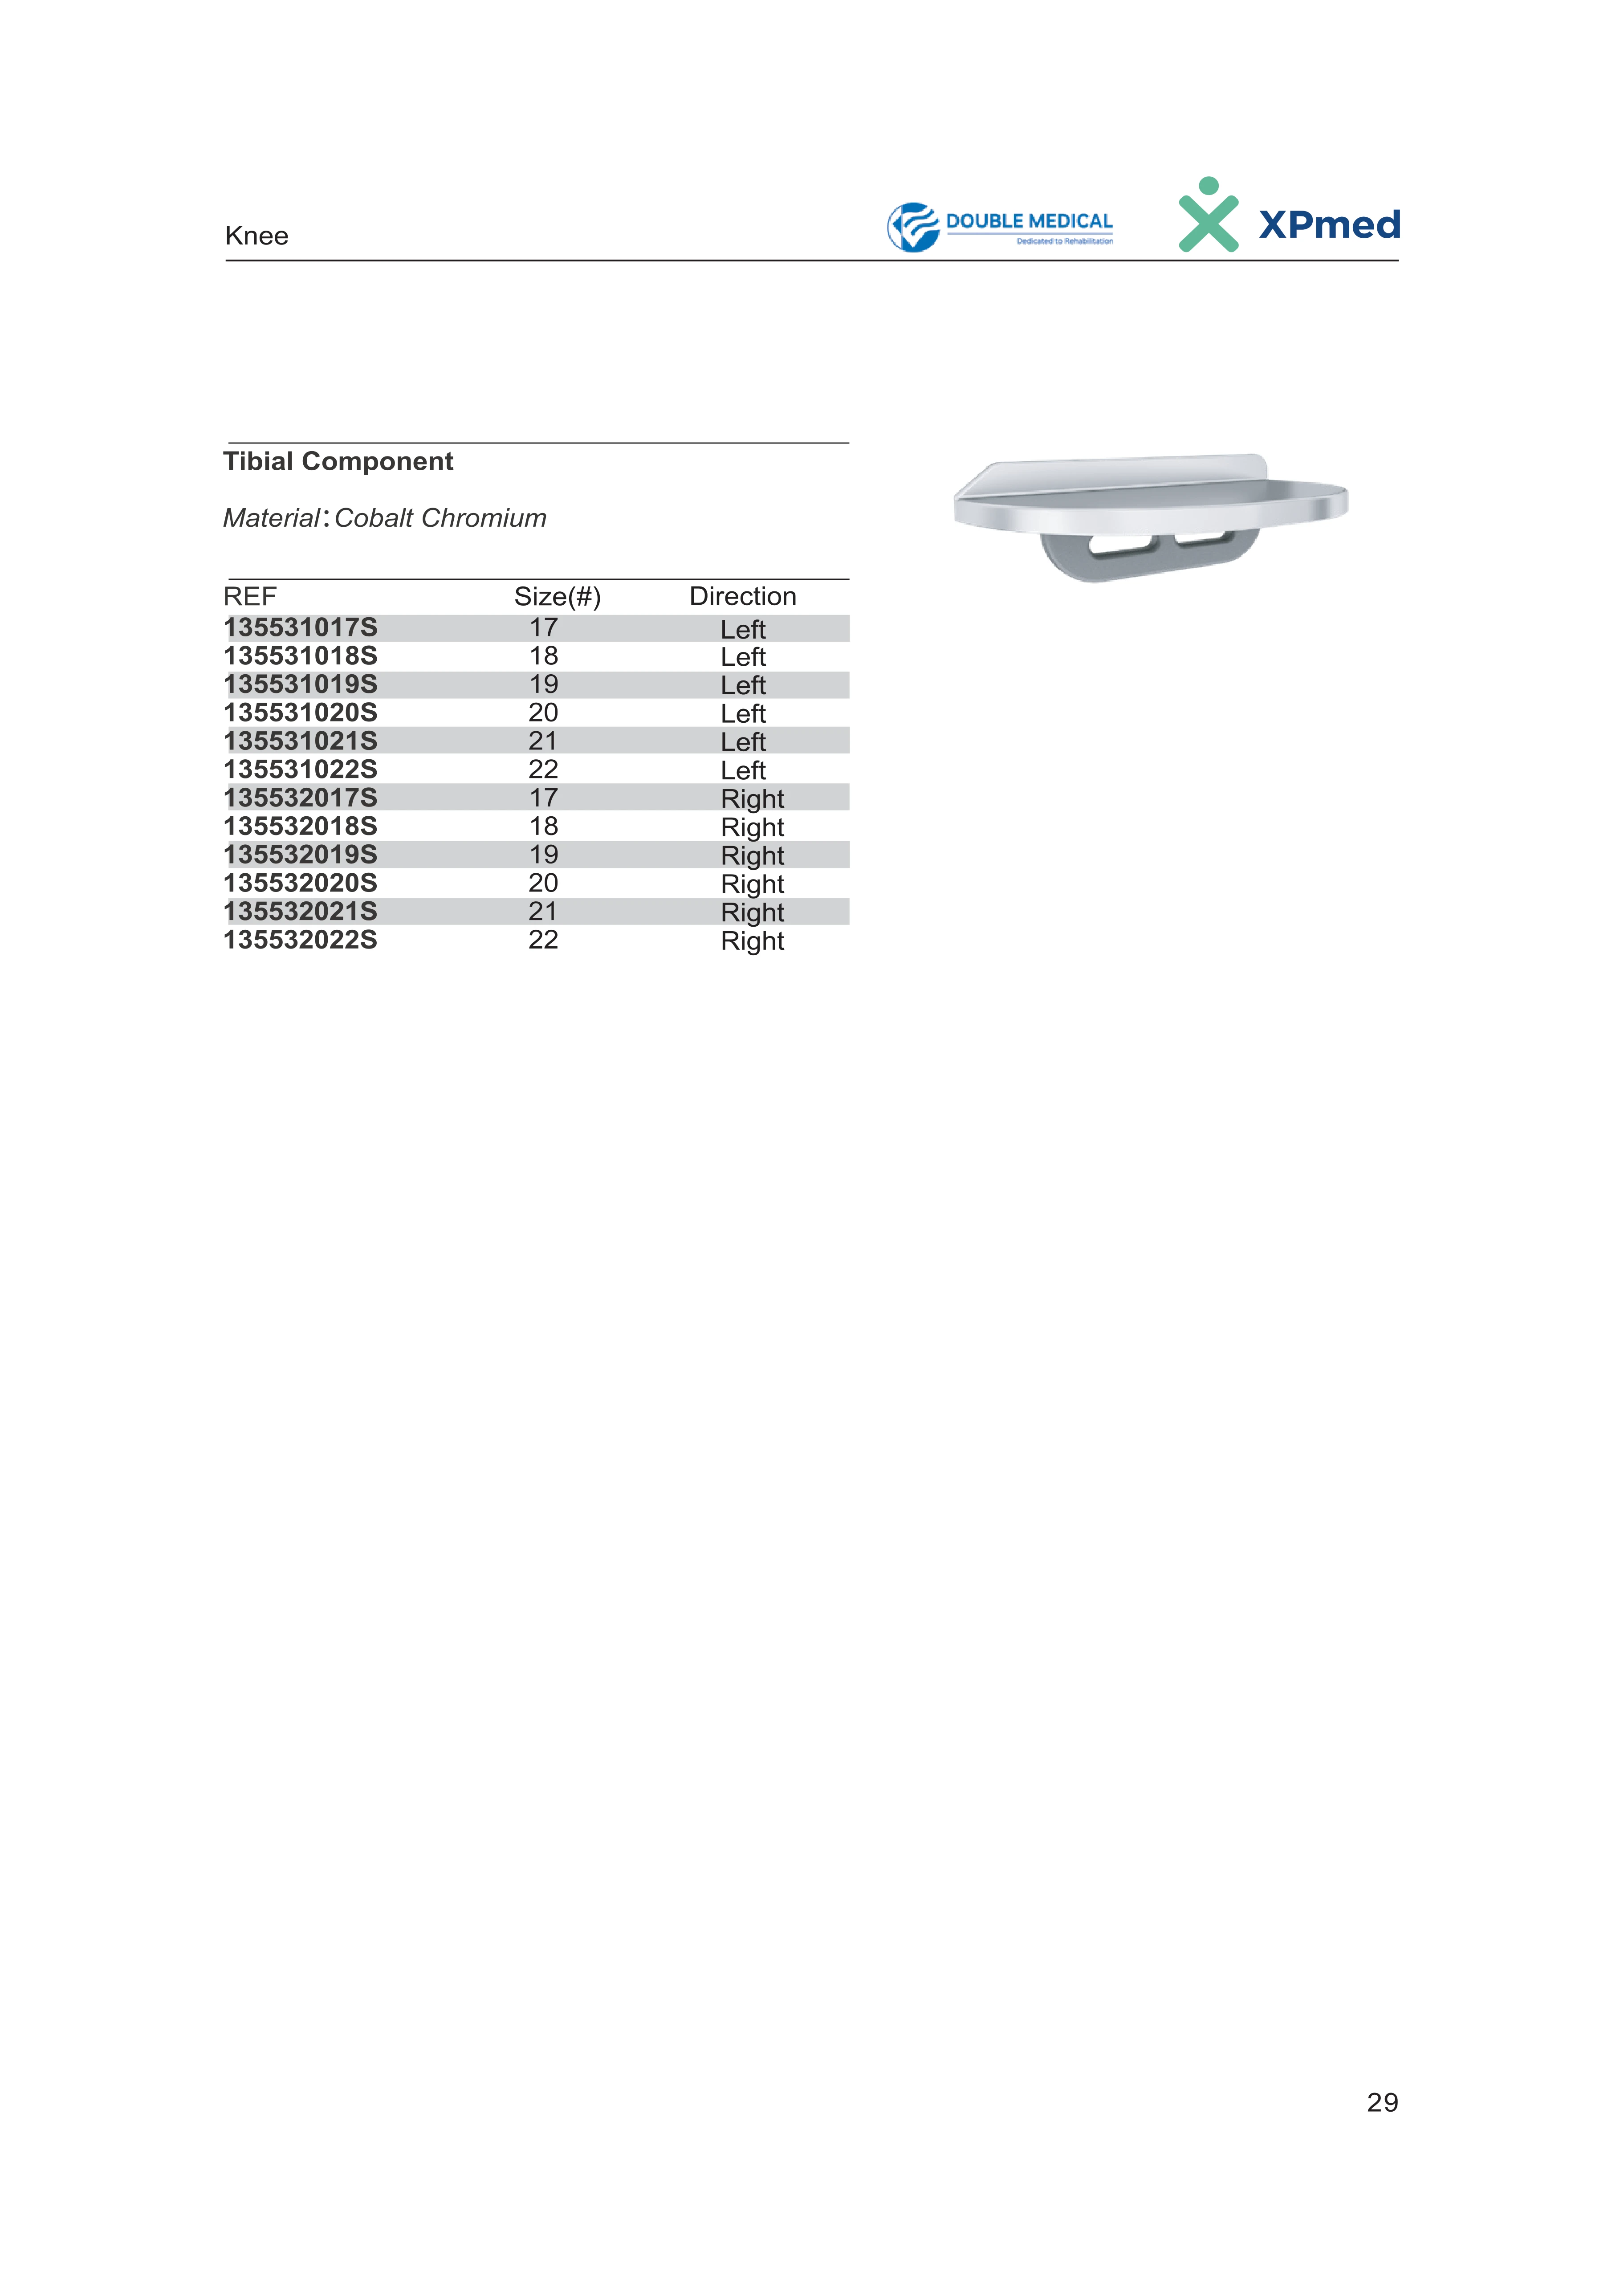 Knee
DOUBLE MEDICAL
Dedicated to Rehabilitation
XPmed
Tibial Component
Material：Cobalt Chromium
REF Size(#) Direction
135531017S 17 Left
135531018S 18 Left
135531019S 19 Left
135531020S 20 Left
135531021S 21 Left
135531022S 22 Left
135532017S 17 Right
135532018S 18 Right
135532019S 19 Right
135532020S 20 Right
135532021S 21 Right
135532022S 22 Right
29